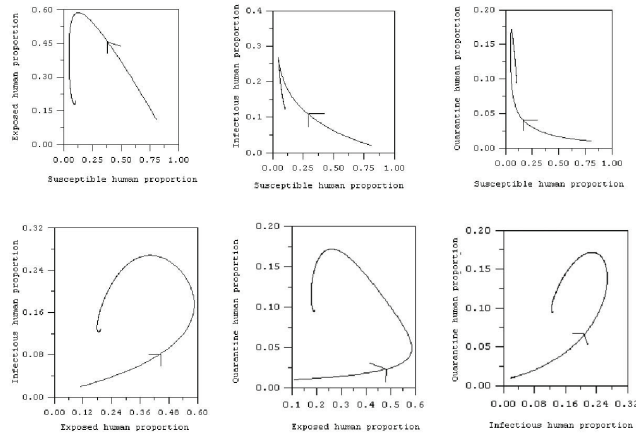 0.60
0.45
0.30
0.15
0.00
0.00 0.25 0.50 0.75 1.00
Exposed human proportion
Susceptible human proportion
0.4
0.3
0.2
0.1
0.0
0.00 0.25 0.50 0.75 1.00
Infectious human proportion
Susceptible human proportion
0.20
0.15
0.10
0.05
0.00
0.00 0.25 0.50 0.75 1.00
Quarantine human proportion
Susceptible human proportion
0.32
0.24
0.16
0.08
0.00
0.00 0.12 0.24 0.36 0.48 0.60
Infectious human proportion
Exposed human proportion
0.20
0.15
0.10
0.05
0.00
0.1 0.2 0.3 0.4 0.6
Quarantine human proportion
Exposed human proportion
0.20
0.15
0.10
0.05
0.00
0.00 0.08 0.16 0.24 0.32
Quarantine human proportion
Infectious human proportion